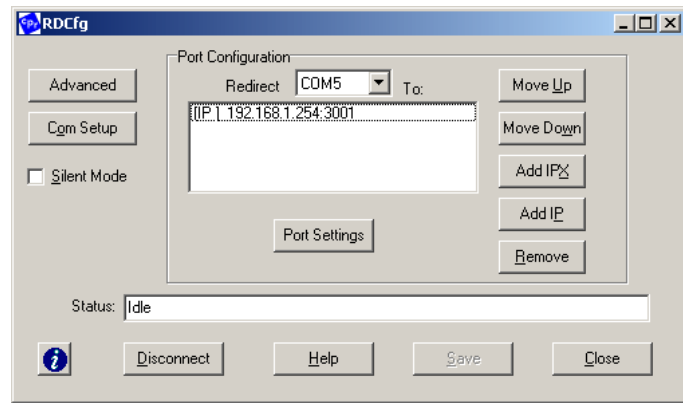 RDCfg
Port Configuration
Advanced
Redirect COM5 To:
Move Up
Com Setup
[IP ] 192.168.1.254:3001
Move Down
Silent Mode
Add IPX
Add IP
Port Settings
Remove
Status: Idle
Disconnect
Help
Save
Close